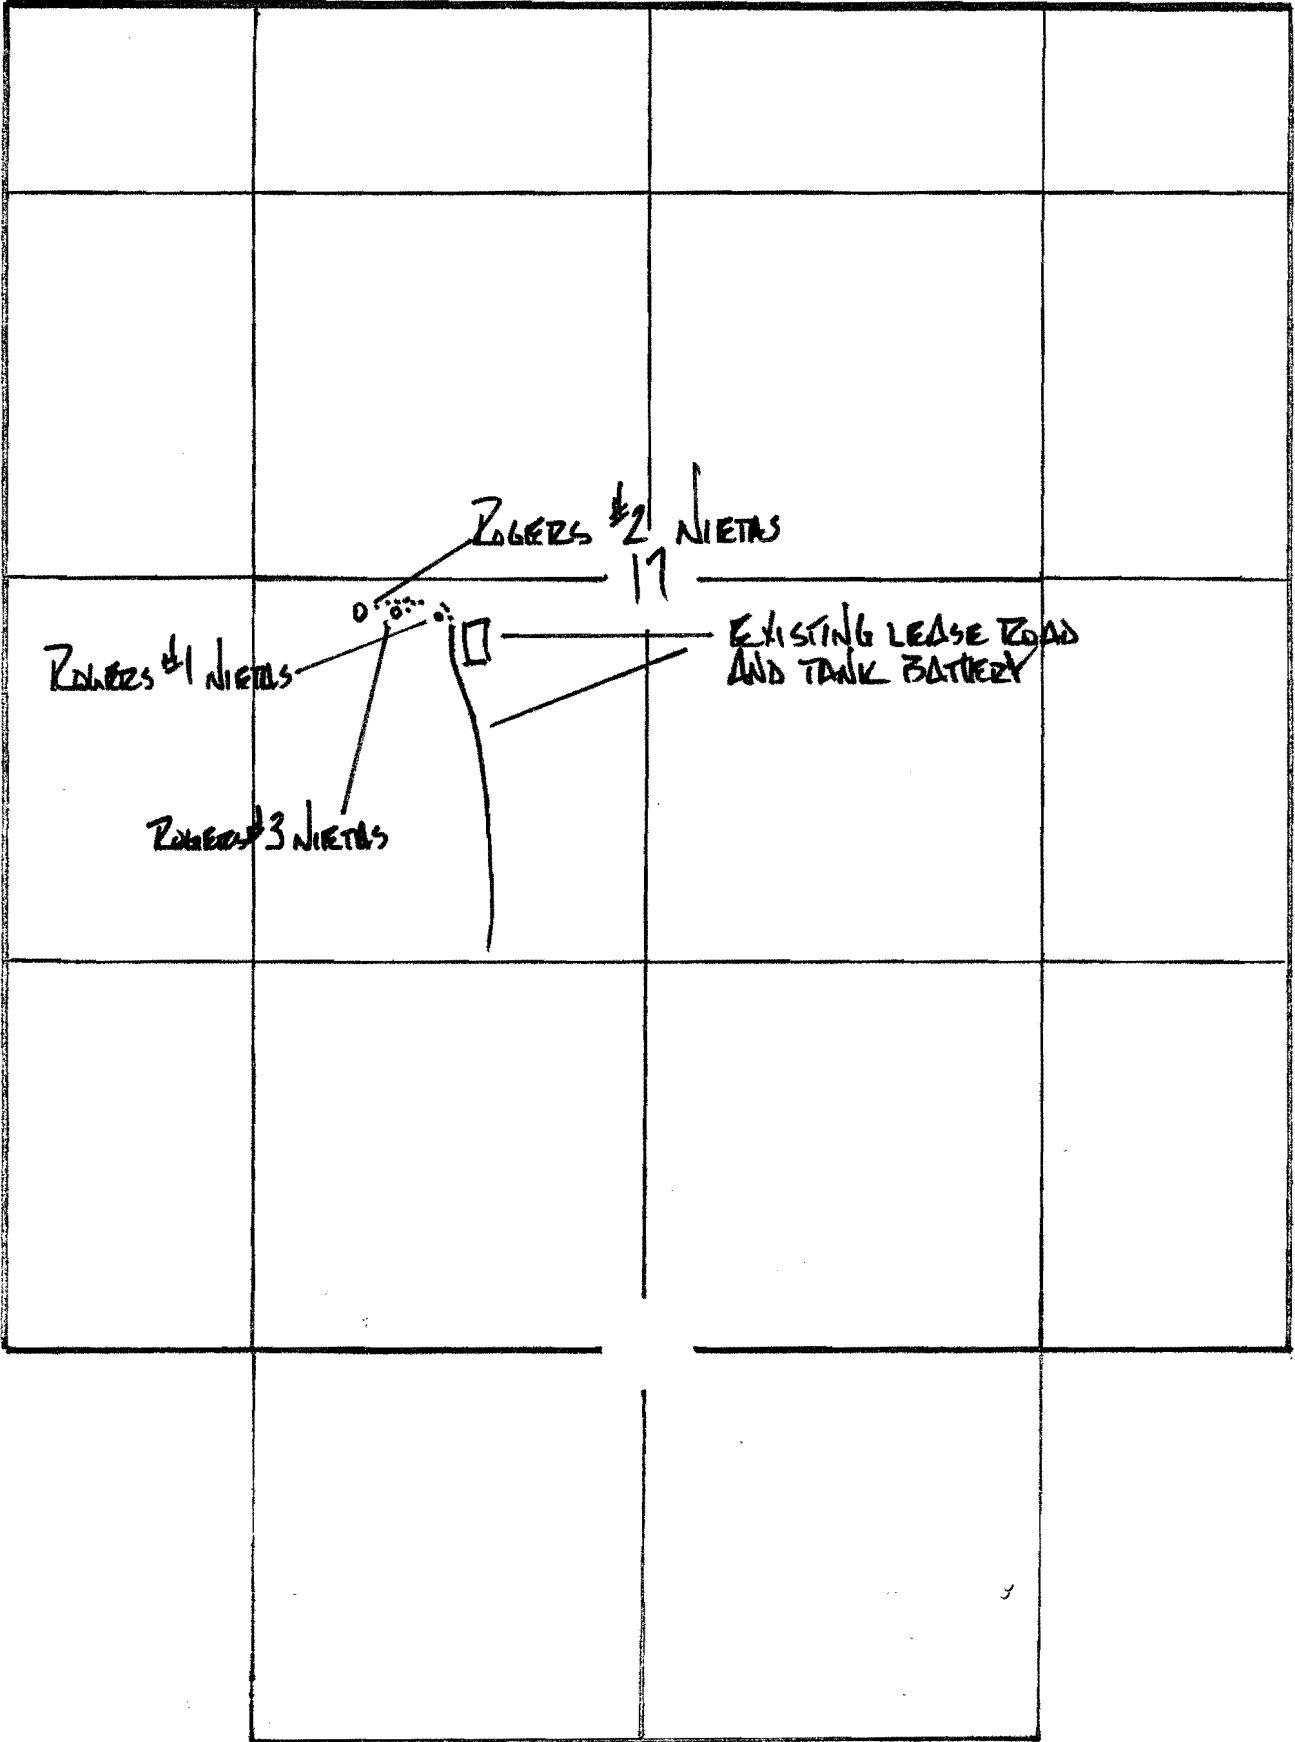 ROGERS #2 NIETAS
17
EXISTING LEASE ROAD
AND TANK BATTERY
ROGERS #1 NIETAS
ROGERS #3 NIETAS